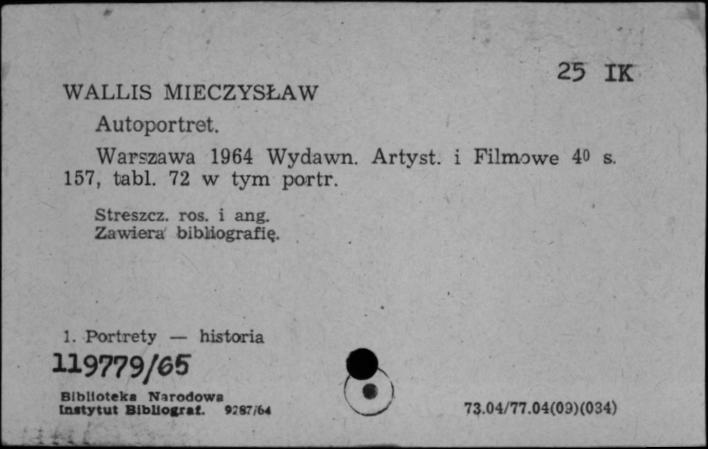 25 IK
WALLIS MIECZYSŁAW
Autoportret.
Warszawa 1964 Wydawn. Artyst. i Filmowe 4⁰ s.
157, tabl. 72 w tym portr.
Streszcz. ros. i ang.
Zawiera bibliografię.
1. Portrety — historia
119779/65
Biblioteka Narodowa
Instytut Bibliograf. 9287/64
73.04/77.04(09)(034)